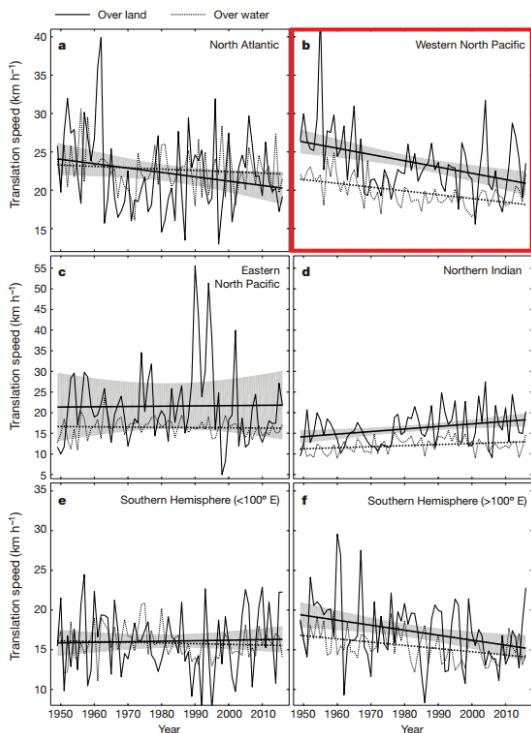 Over land Over water
a North Atlantic
b Western North Pacific
Translation speed (km h⁻¹)
40
35
30
25
20
15
c Eastern
North Pacific
d Northern Indian
Translation speed (km h⁻¹)
55
50
45
40
35
30
25
20
15
10
5
e Southern Hemisphere (<100° E)
f Southern Hemisphere (>100° E)
Translation speed (km h⁻¹)
35
30
25
20
15
10
1950 1960 1970 1980 1990 2000 2010
1950 1960 1970 1980 1990 2000 2010
Year
Year